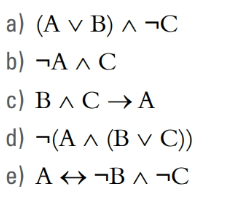 a) (A ∨ B) ∧ ¬C
b) ¬A ∧ C
c) B ∧ C → A
d) ¬(A ∧ (B ∨ C))
e) A ↔ ¬B ∧ ¬C